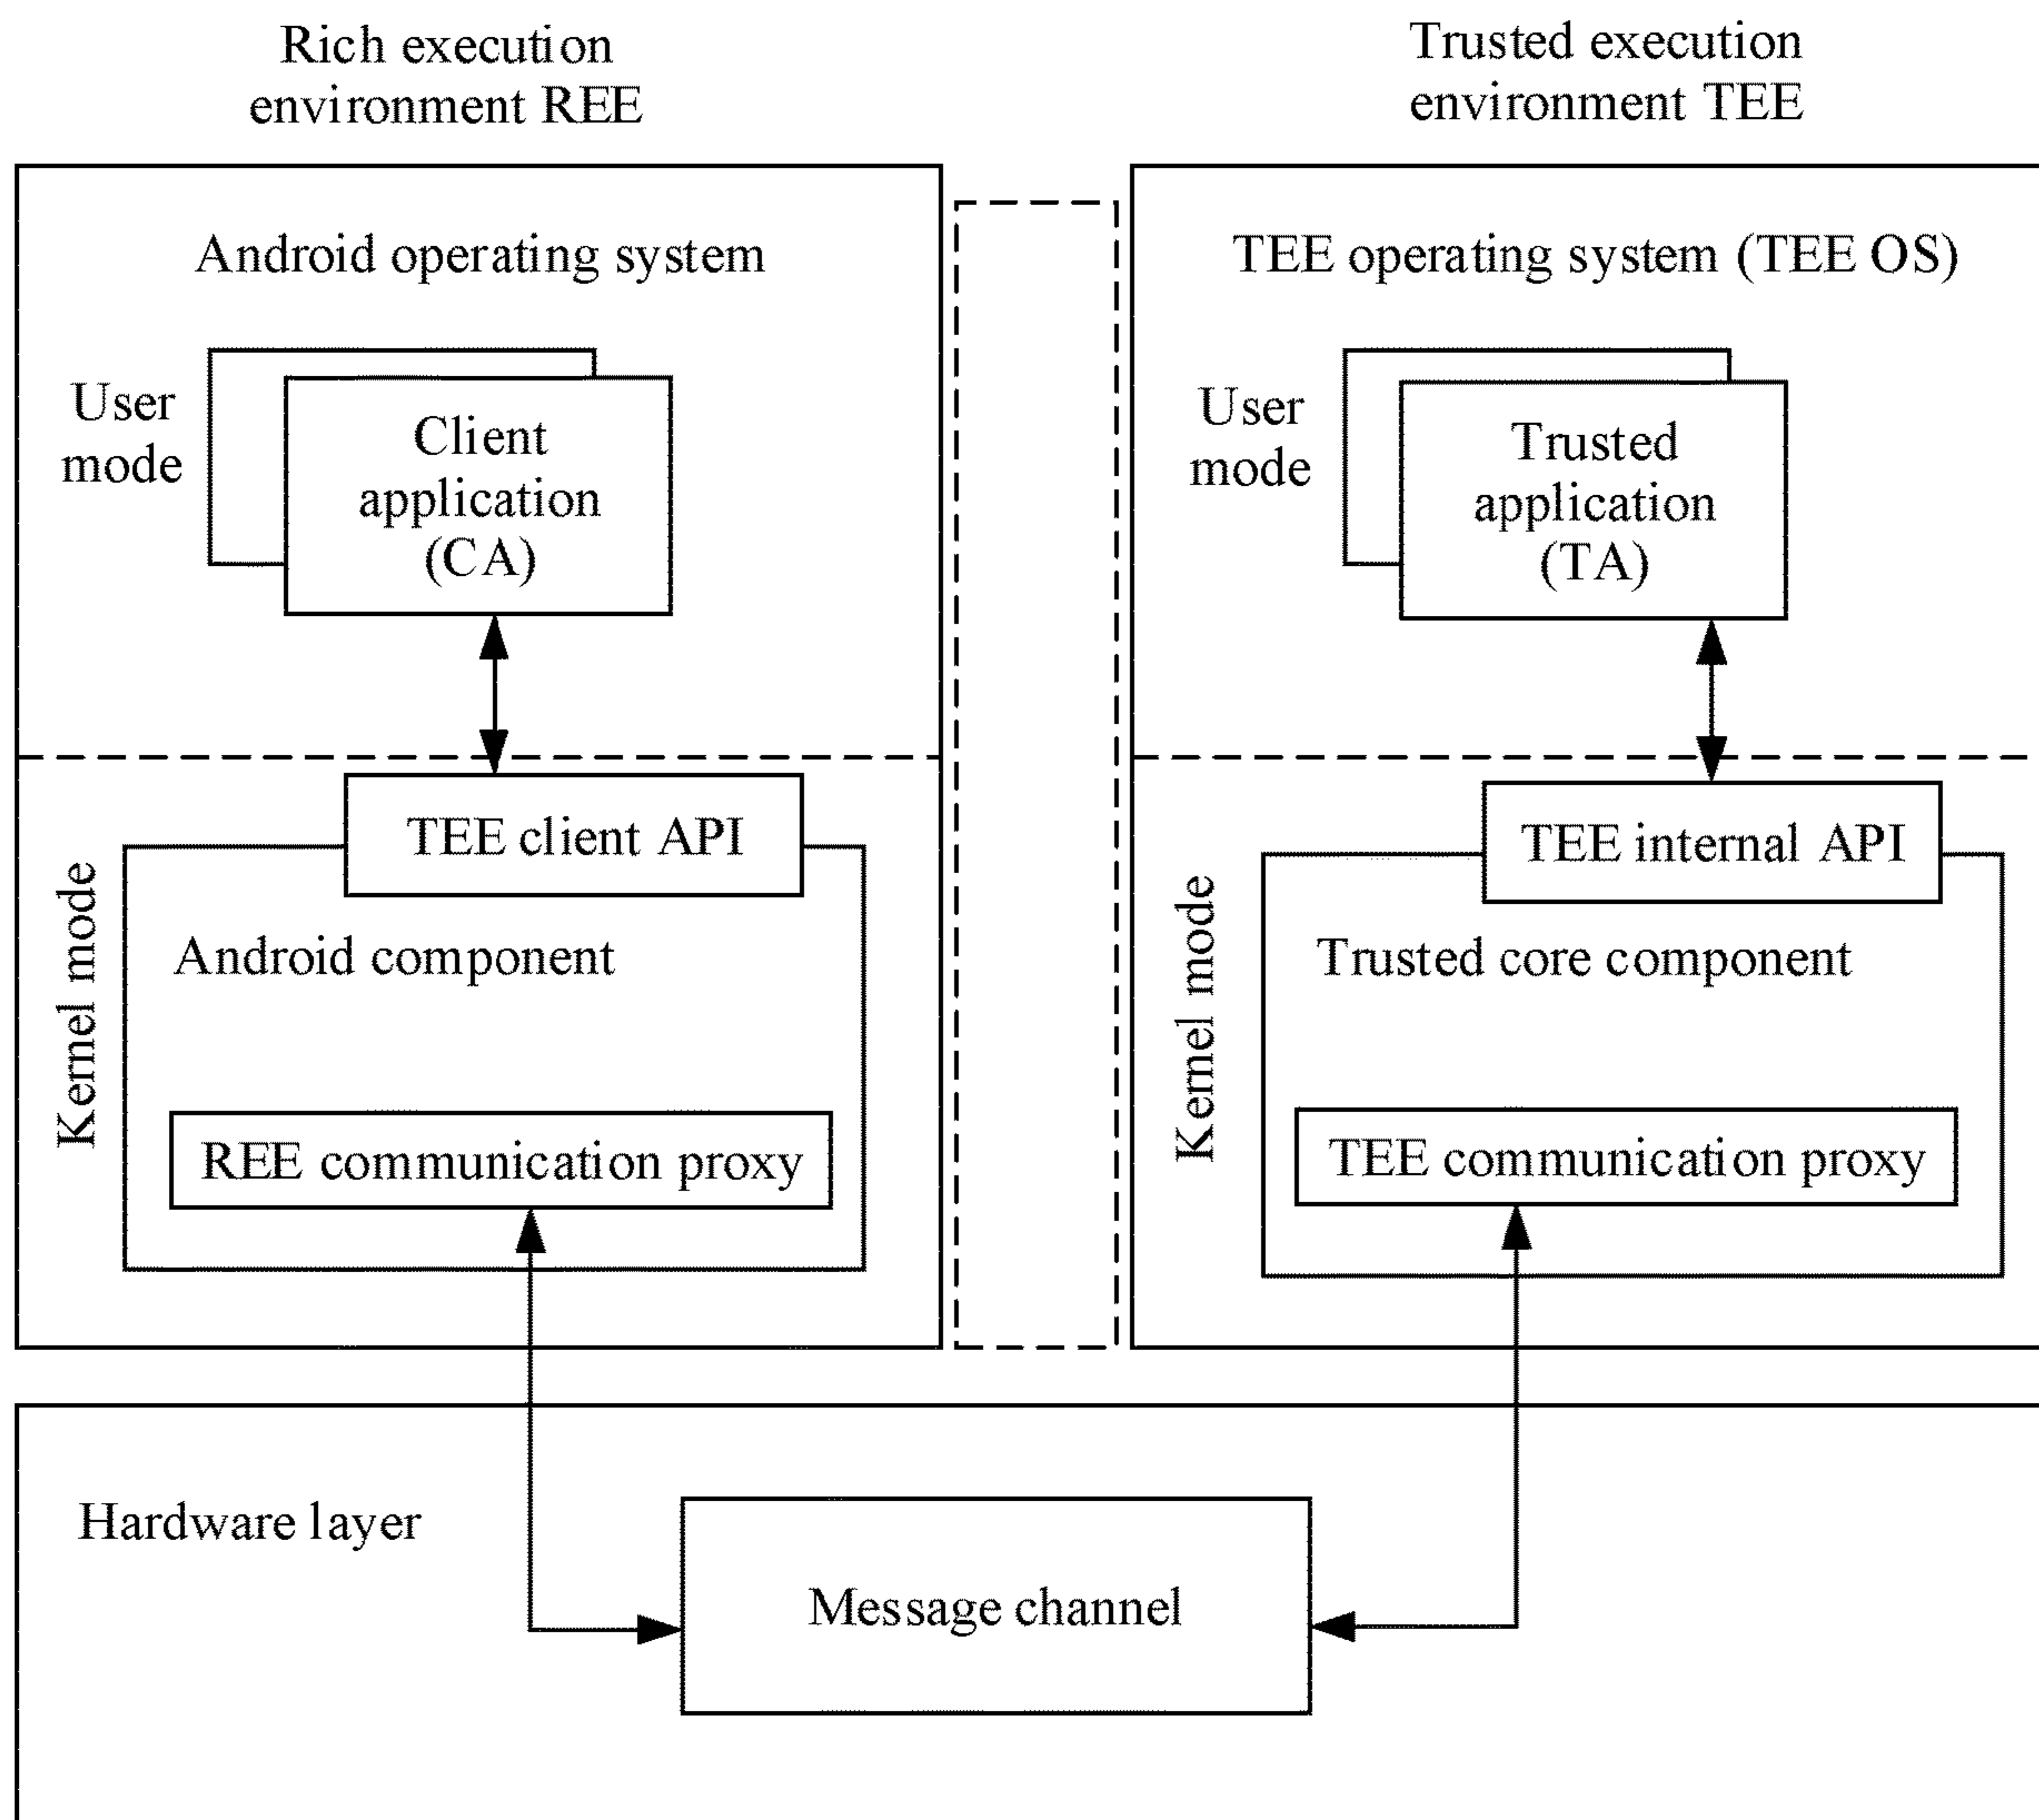 Rich execution
environment REE
Trusted execution
environment TEE
Android operating system
User
mode
Client
application
(CA)
TEE client API
Kernel mode
Android component
REE communication proxy
TEE operating system (TEE OS)
User
mode
Trusted
application
(TA)
TEE internal API
Kernel mode
Trusted core component
TEE communication proxy
Hardware layer
Message channel